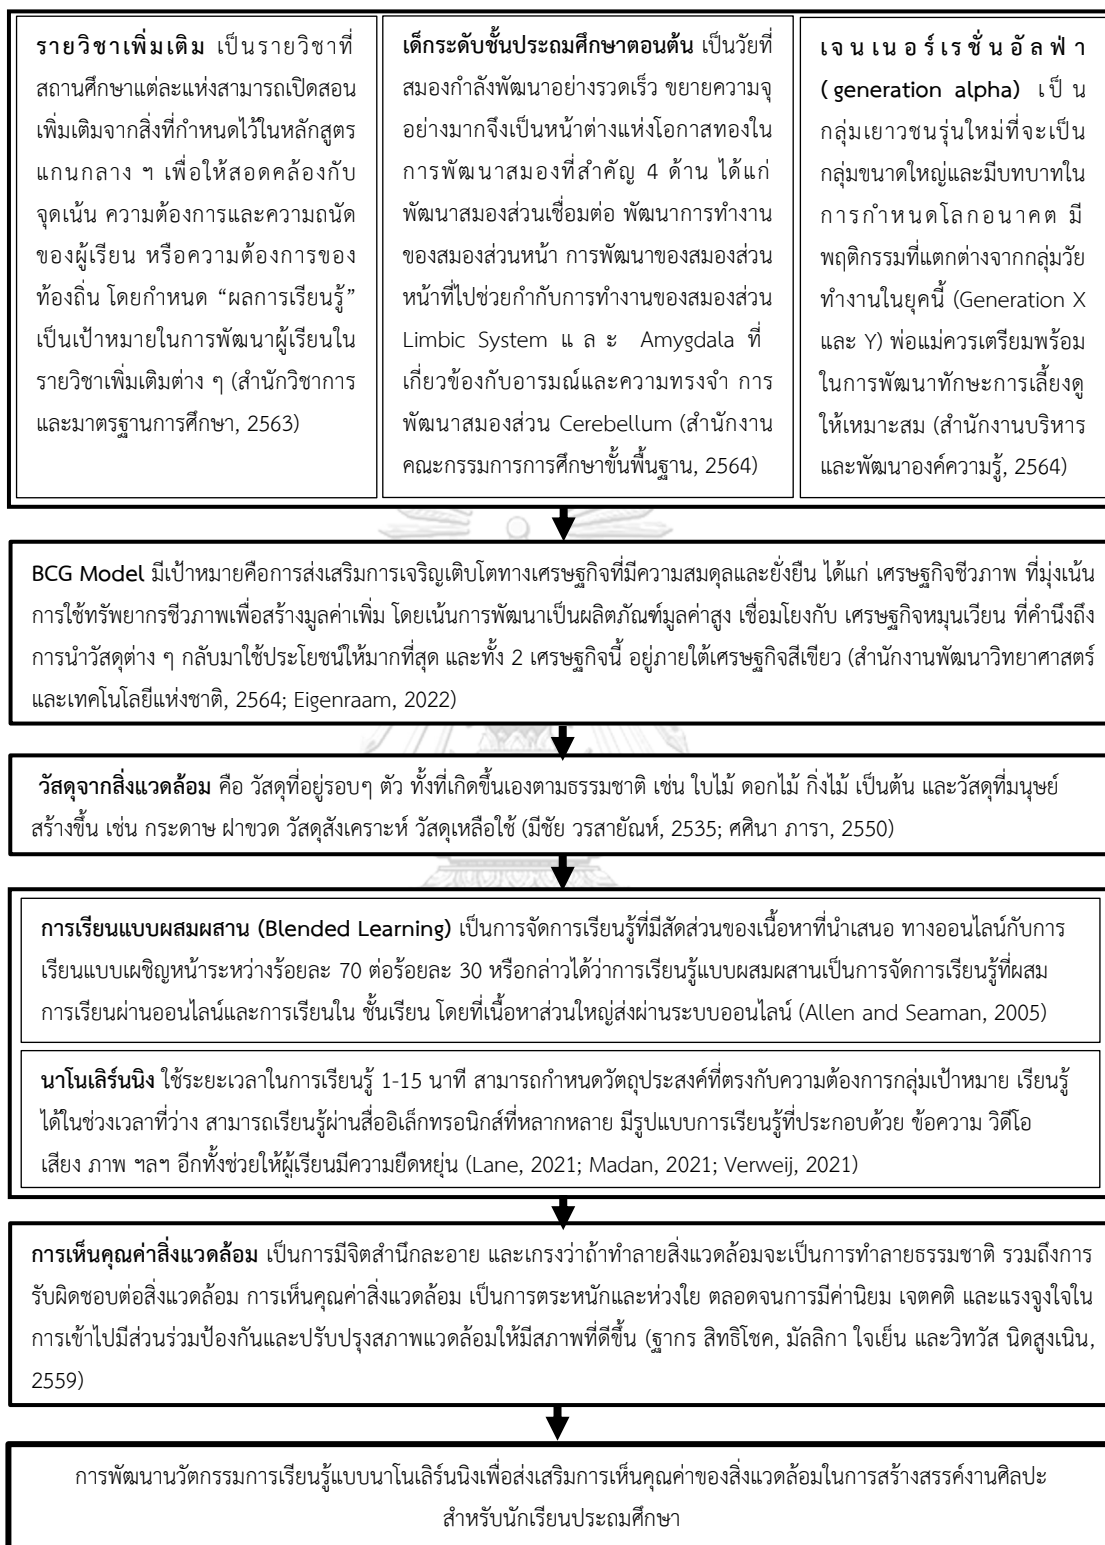 รายวิชาเพิ่มเติม เป็นรายวิชาที่
สถานศึกษาแต่ละแห่งสามารถเปิดสอน
เพิ่มเติมจากสิ่งที่กำหนดไว้ในหลักสูตร
แกนกลาง ฯ เพื่อให้สอดคล้องกับ
จุดเน้น ความต้องการและความถนัด
ของผู้เรียน หรือความต้องการของ
ท้องถิ่น โดยกำหนด “ผลการเรียนรู้”
เป็นเป้าหมายในการพัฒนาผู้เรียนใน
รายวิชาเพิ่มเติมต่าง ๆ (สำนักวิชาการ
และมาตรฐานการศึกษา, 2563)
เด็กระดับชั้นประถมศึกษาตอนต้น เป็นวัยที่
สมองกำลังพัฒนาอย่างรวดเร็ว ขยายความจุ
อย่างมากจึงเป็นหน้าต่างแห่งโอกาสทองใน
การพัฒนาสมองที่สำคัญ 4 ด้าน ได้แก่
พัฒนาสมองส่วนเชื่อมต่อ พัฒนาการทำงาน
ของสมองส่วนหน้า การพัฒนาของสมองส่วน
หน้าที่ไปช่วยกำกับการทำงานของสมองส่วน
Limbic System และ Amygdala ที่
เกี่ยวข้องกับอารมณ์และความทรงจำ การ
พัฒนาสมองส่วน Cerebellum (สำนักงาน
คณะกรรมการการศึกษาขั้นพื้นฐาน, 2564)
เจนเนอร์เรชั่นอัลฟ่า
(generation alpha) เป็น
กลุ่มเยาวชนรุ่นใหม่ที่จะเป็น
กลุ่มขนาดใหญ่และมีบทบาทใน
การกำหนดโลกอนาคต มี
พฤติกรรมที่แตกต่างจากกลุ่มวัย
ทำงานในยุคนี้ (Generation X
และ Y) พ่อแม่ควรเตรียมพร้อม
ในการพัฒนาทักษะการเลี้ยงดู
ให้เหมาะสม (สำนักงานบริหาร
และพัฒนาองค์ความรู้, 2564)
BCG Model มีเป้าหมายคือการส่งเสริมการเจริญเติบโตทางเศรษฐกิจที่มีความสมดุลและยั่งยืน ได้แก่ เศรษฐกิจชีวภาพ ที่มุ่งเน้น
การใช้ทรัพยากรชีวภาพเพื่อสร้างมูลค่าเพิ่ม โดยเน้นการพัฒนาเป็นผลิตภัณฑ์มูลค่าสูง เชื่อมโยงกับ เศรษฐกิจหมุนเวียน ที่คำนึงถึง
การนำวัสดุต่าง ๆ กลับมาใช้ประโยชน์ให้มากที่สุด และทั้ง 2 เศรษฐกิจนี้ อยู่ภายใต้เศรษฐกิจสีเขียว (สำนักงานพัฒนาวิทยาศาสตร์
และเทคโนโลยีแห่งชาติ, 2564; Eigenraam, 2022)
วัสดุจากสิ่งแวดล้อม คือ วัสดุที่อยู่รอบๆ ตัว ทั้งที่เกิดขึ้นเองตามธรรมชาติ เช่น ใบไม้ ดอกไม้ กิ่งไม้ เป็นต้น และวัสดุที่มนุษย์
สร้างขึ้น เช่น กระดาษ ฝาขวด วัสดุสังเคราะห์ วัสดุเหลือใช้ (มีชัย วรสายัณห์, 2535; ศศินา ภารา, 2550)
การเรียนแบบผสมผสาน (Blended Learning) เป็นการจัดการเรียนรู้ที่มีสัดส่วนของเนื้อหาที่นำเสนอ ทางออนไลน์กับการ
เรียนแบบเผชิญหน้าระหว่างร้อยละ 70 ต่อร้อยละ 30 หรือกล่าวได้ว่าการเรียนรู้แบบผสมผสานเป็นการจัดการเรียนรู้ที่ผสม
การเรียนผ่านออนไลน์และการเรียนใน ชั้นเรียน โดยที่เนื้อหาส่วนใหญ่ส่งผ่านระบบออนไลน์ (Allen and Seaman, 2005)
นาโนเลิร์นนิง ใช้ระยะเวลาในการเรียนรู้ 1-15 นาที สามารถกำหนดวัตถุประสงค์ที่ตรงกับความต้องการกลุ่มเป้าหมาย เรียนรู้
ได้ในช่วงเวลาที่ว่าง สามารถเรียนรู้ผ่านสื่ออิเล็กทรอนิกส์ที่หลากหลาย มีรูปแบบการเรียนรู้ที่ประกอบด้วย ข้อความ วิดีโอ
เสียง ภาพ ฯลฯ อีกทั้งช่วยให้ผู้เรียนมีความยืดหยุ่น (Lane, 2021; Madan, 2021; Verweij, 2021)
การเห็นคุณค่าสิ่งแวดล้อม เป็นการมีจิตสำนึกละอาย และเกรงว่าถ้าทำลายสิ่งแวดล้อมจะเป็นการทำลายธรรมชาติ รวมถึงการ
รับผิดชอบต่อสิ่งแวดล้อม การเห็นคุณค่าสิ่งแวดล้อม เป็นการตระหนักและห่วงใย ตลอดจนการมีค่านิยม เจตคติ และแรงจูงใจใน
การเข้าไปมีส่วนร่วมป้องกันและปรับปรุงสภาพแวดล้อมให้มีสภาพที่ดีขึ้น (ฐากร สิทธิโชค, มัลลิกา ใจเย็น และวิทวัส นิดสูงเนิน,
2559)
การพัฒนานวัตกรรมการเรียนรู้แบบนาโนเลิร์นนิงเพื่อส่งเสริมการเห็นคุณค่าของสิ่งแวดล้อมในการสร้างสรรค์งานศิลปะ
สำหรับนักเรียนประถมศึกษา